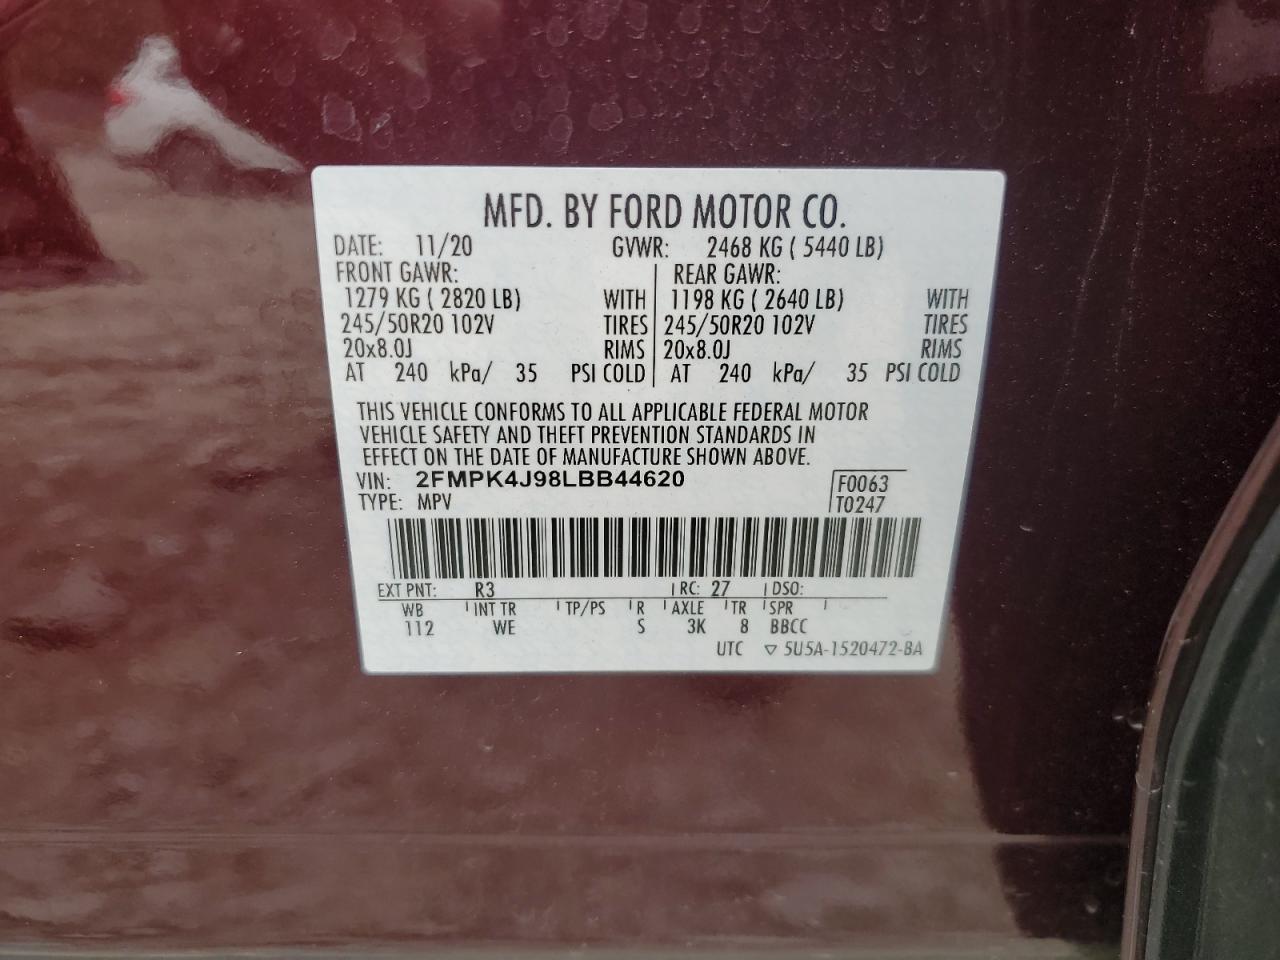 MFD. BY FORD MOTOR CO.
DATE: 11/20 GVWR: 2468 KG ( 5440 LB)
FRONT GAWR: REAR GAWR:
1279 KG ( 2820 LB) WITH 1198 KG ( 2640 LB) WITH
245/50R20 102V TIRES 245/50R20 102V TIRES
20x8.0J RIMS 20x8.0J RIMS
AT 240 kPa/ 35 PSI COLD AT 240 kPa/ 35 PSI COLD
THIS VEHICLE CONFORMS TO ALL APPLICABLE FEDERAL MOTOR
VEHICLE SAFETY AND THEFT PREVENTION STANDARDS IN
EFFECT ON THE DATE OF MANUFACTURE SHOWN ABOVE.
VIN: 2FMPK4J98LBB44620 F0063
TYPE: MPV T0247
EXT PNT: R3 RC: 27 DSO:
WB INT TR TP/PS R AXLE TR SPR
112 WE S 3K 8 BBCC
UTC ▽ 5U5A-1520472-BA